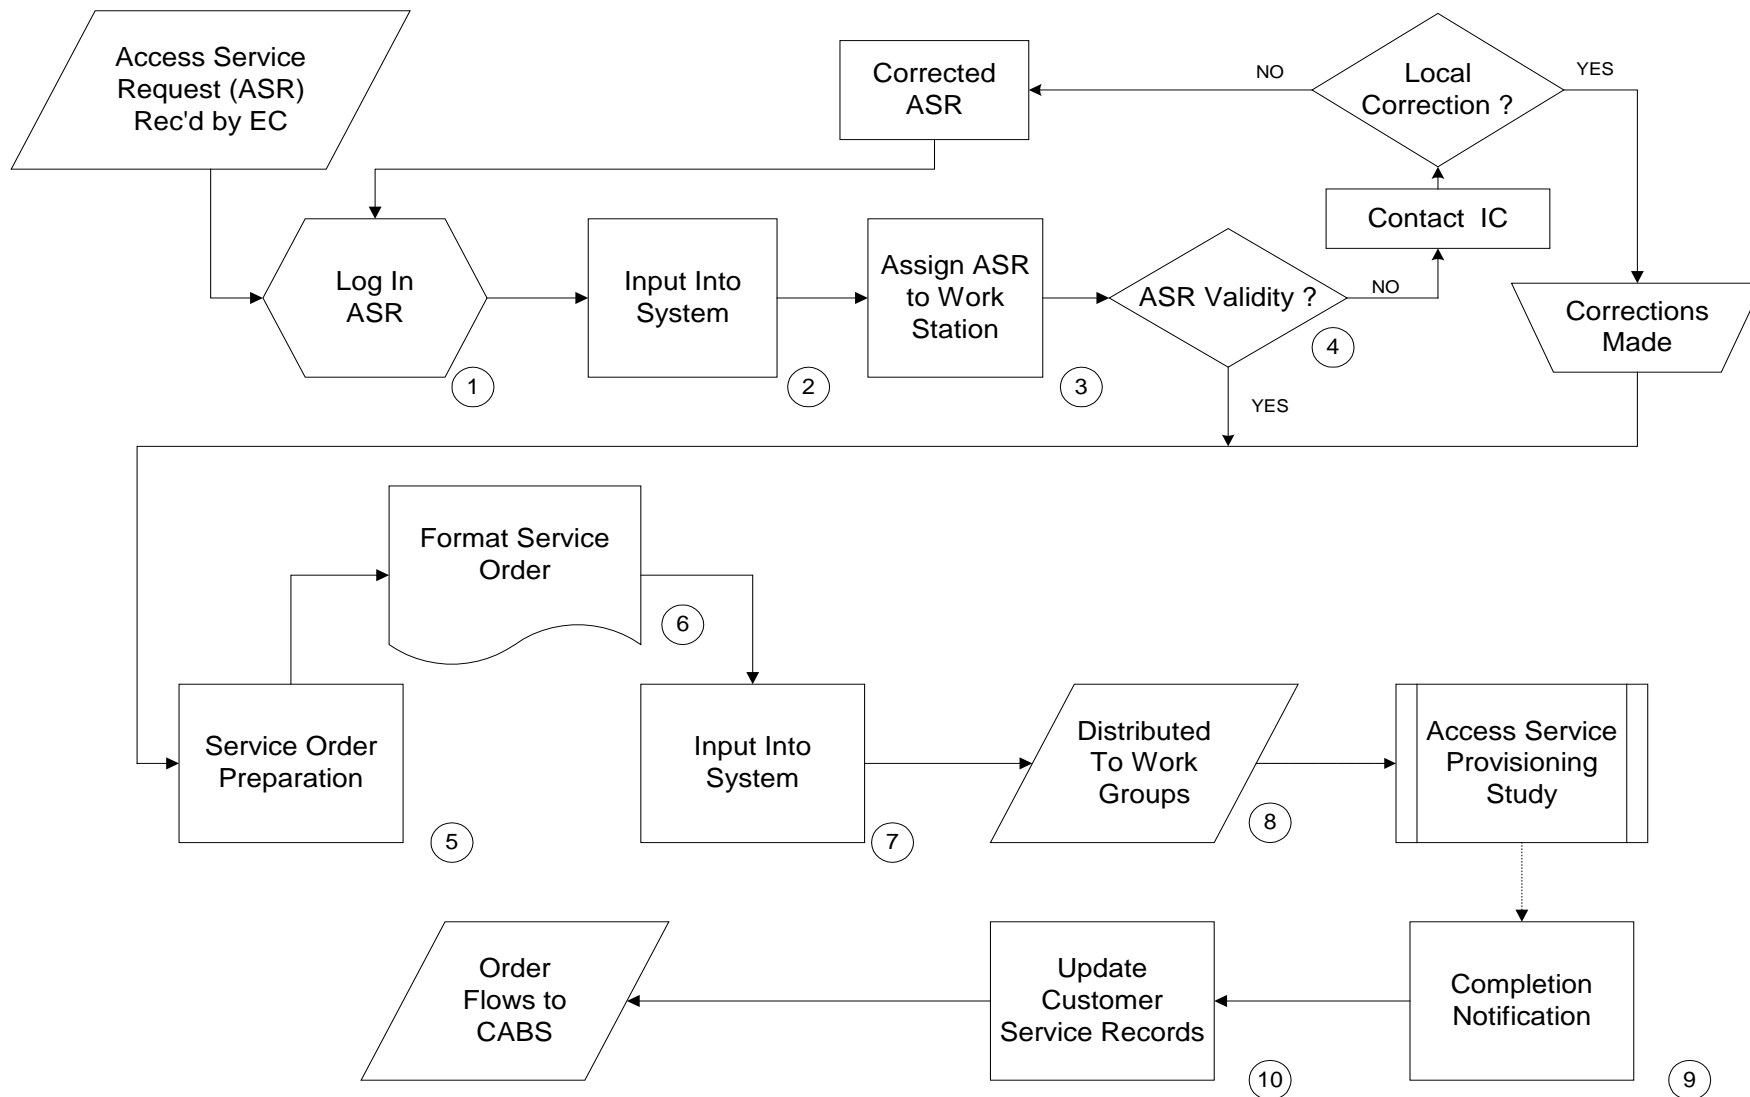 Access Service
Request (ASR)
Rec'd by EC
Corrected
ASR
NO
Local
Correction ?
YES
Contact IC
Log In
ASR
1
Input Into
System
2
Assign ASR
to Work
Station
3
ASR Validity ?
4
NO
YES
Corrections
Made
Format Service
Order
6
Service Order
Preparation
5
Input Into
System
7
Distributed
To Work
Groups
8
Access Service
Provisioning
Study
Order
Flows to
CABS
Update
Customer
Service Records
10
Completion
Notification
9